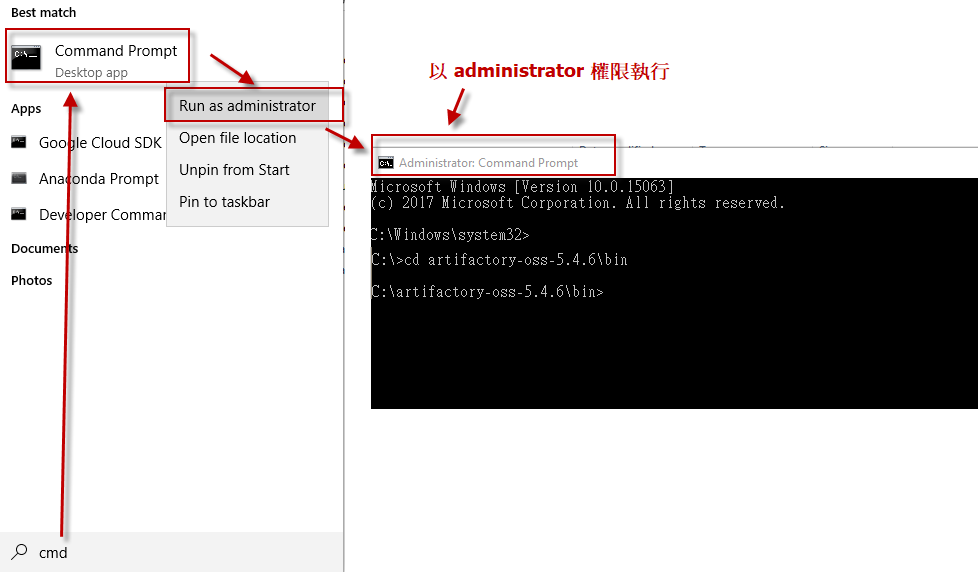 Best match
Command Prompt
Desktop app
Apps
Google Cloud SDK
Anaconda Prompt
Developer Comman
Documents
Photos
cmd
Run as administrator
Open file location
Unpin from Start
Pin to taskbar
以 administrator 權限執行
Administrator: Command Prompt
Microsoft Windows [Version 10.0.15063]
(c) 2017 Microsoft Corporation. All rights reserved.
C:\Windows\system32>
C:\>cd artifactory-oss-5.4.6\bin
C:\artifactory-oss-5.4.6\bin>